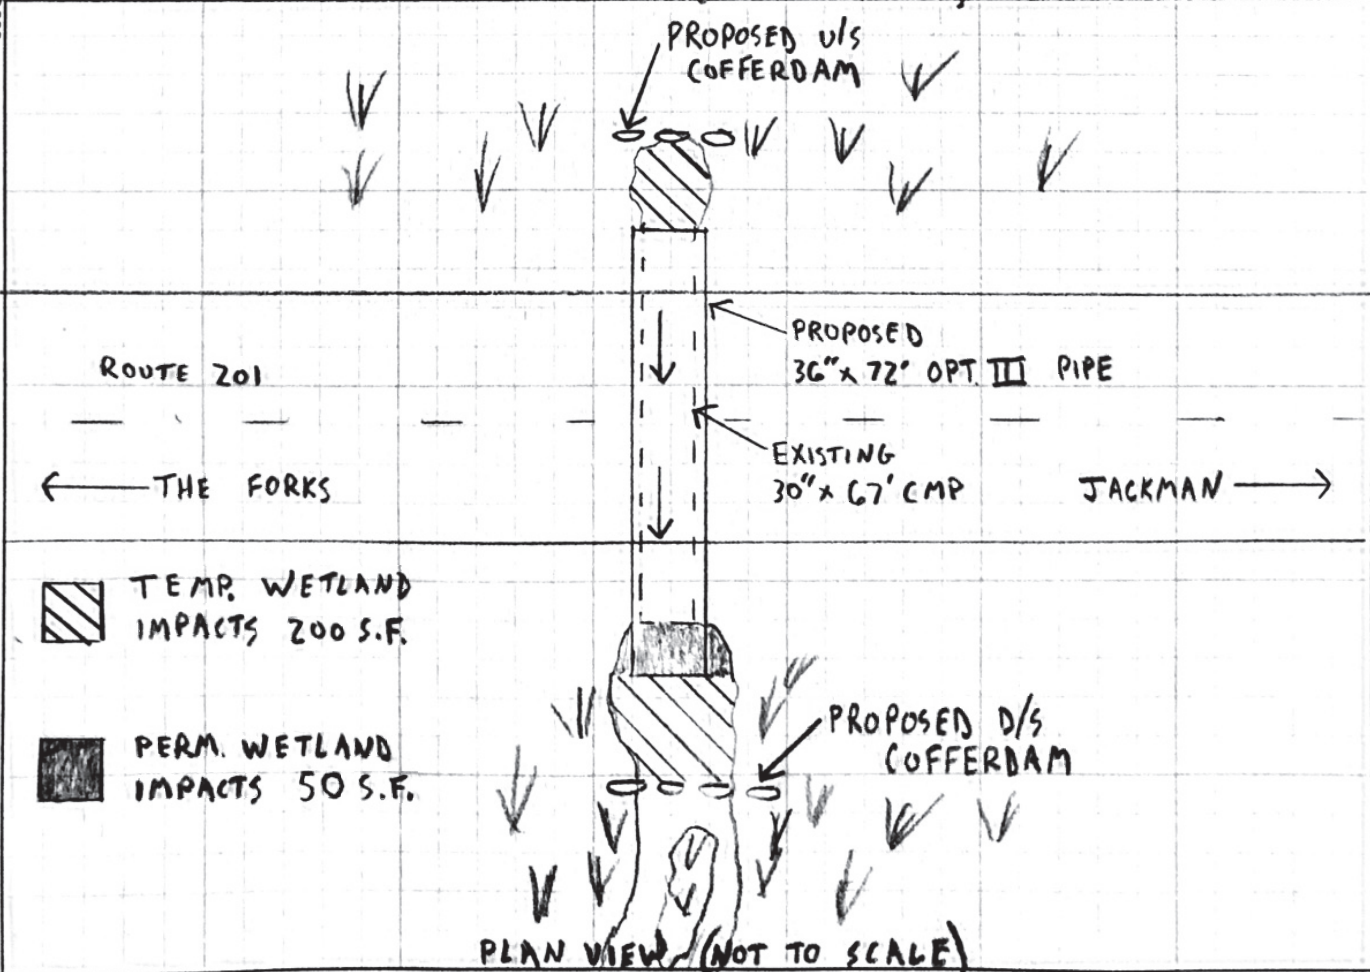 PROPOSED U/S
COFFERDAM
PROPOSED
36" x 72' OPT. III PIPE
ROUTE 201
EXISTING
30" x 67' CMP
THE FORKS
JACKMAN
TEMP. WETLAND
IMPACTS 200 S.F.
PROPOSED D/S
COFFERDAM
PERM. WETLAND
IMPACTS 50 S.F.
PLAN VIEW (NOT TO SCALE)